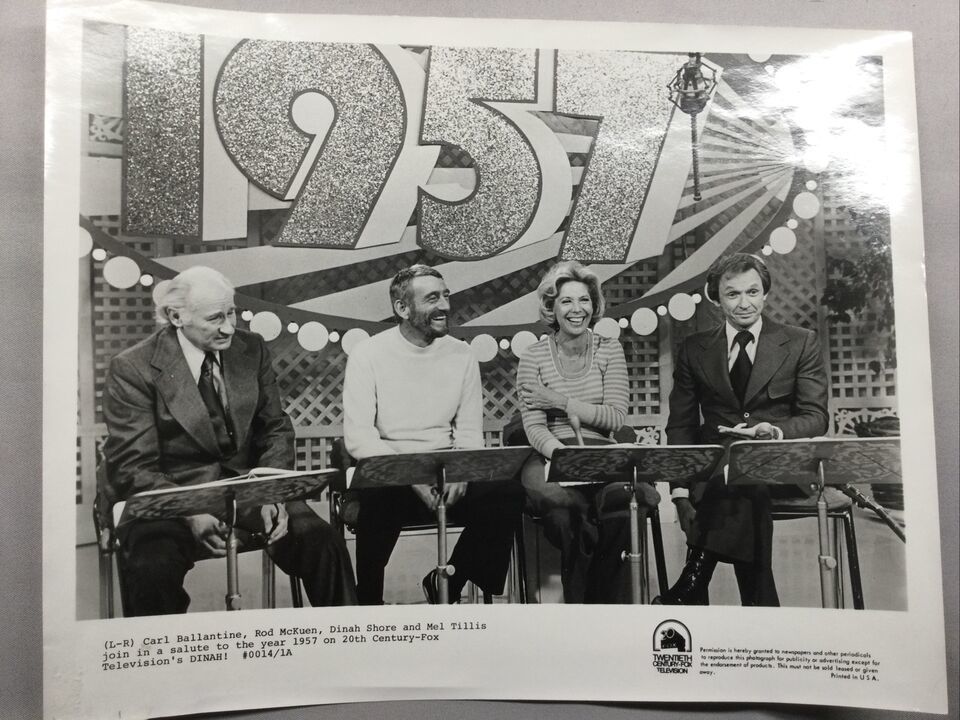 1957
(L-R) Carl Ballantine, Rod McKuen, Dinah Shore and Mel Tillis
join in a salute to the year 1957 on 20th Century-Fox
Television's DINAH! #0014/1A
TWENTIETH
CENTURY-FOX
TELEVISION
Permission is hereby granted to newspapers and other periodicals
to reproduce this photograph for publicity or advertising except for
the endorsement of products. This must not be sold leased or given
away.
Printed in U.S.A.